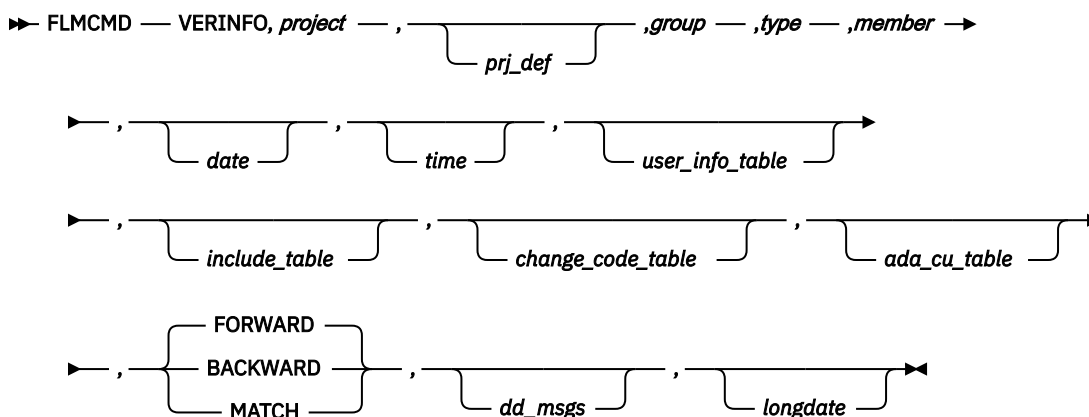 FLMCMD VERINFO, project , ,group ,type ,member
prj_def
, , ,
date time user_info_table
, , ,
include_table change_code_table ada_cu_table
FORWARD
, BACKWARD , ,
MATCH dd_msgs longdate